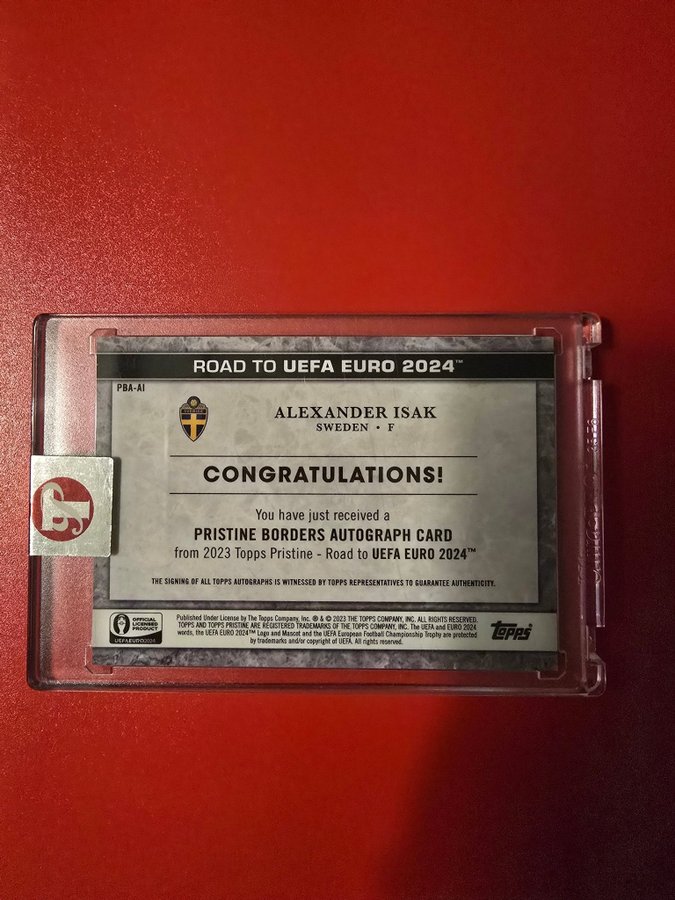 ROAD TO UEFA EURO 2024™
PBA-AI
ALEXANDER ISAK
SWEDEN • F
CONGRATULATIONS!
You have just received a
PRISTINE BORDERS AUTOGRAPH CARD
from 2023 Topps Pristine - Road to UEFA EURO 2024™
THE SIGNING OF ALL TOPPS AUTOGRAPHS IS WITNESSED BY TOPPS REPRESENTATIVES TO GUARANTEE AUTHENTICITY.
OFFICIAL
LICENSED
PRODUCT
UEFA EURO2024
Published Under License by The Topps Company, Inc. ® & © 2023 THE TOPPS COMPANY, INC. ALL RIGHTS RESERVED.
TOPPS AND TOPPS PRISTINE ARE REGISTERED TRADEMARKS OF THE TOPPS COMPANY, INC. The UEFA and EURO 2024
words, the UEFA EURO 2024™ Logo and Mascot and the UEFA European Football Championship Trophy are protected
by trademarks and/or copyright of UEFA. All rights reserved.
topps®